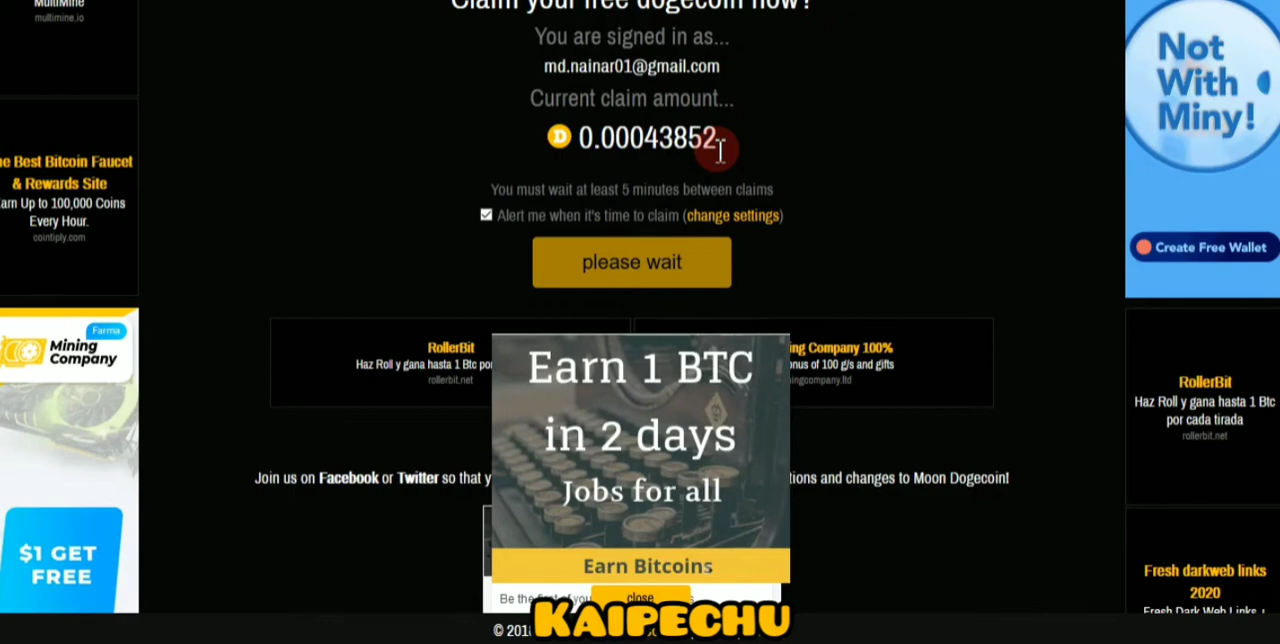 MultiMine
multimine.io
Claim your free dogecoin now!
You are signed in as...
md.nainar01@gmail.com
Current claim amount...
0.00043852
You must wait at least 5 minutes between claims
Alert me when it's time to claim (change settings)
please wait
he Best Bitcoin Faucet
& Rewards Site
arn Up to 100,000 Coins
Every Hour.
cointiply.com
Farma
Mining
Company
$1 GET
FREE
RollerBit
Haz Roll y gana hasta 1 Btc po
rollerbit.net
ing Company 100%
onus of 100 g/s and gifts
ingcompany.ltd
Earn 1 BTC
in 2 days
Jobs for all
Earn Bitcoins
close
Join us on Facebook or Twitter so that y
tions and changes to Moon Dogecoin!
Be the first of you
KAIPECHU
© 201
Not
With
Miny!
Create Free Wallet
RollerBit
Haz Roll y gana hasta 1 Btc
por cada tirada
rollerbit.net
Fresh darkweb links
2020
Fresh Dark Web Links